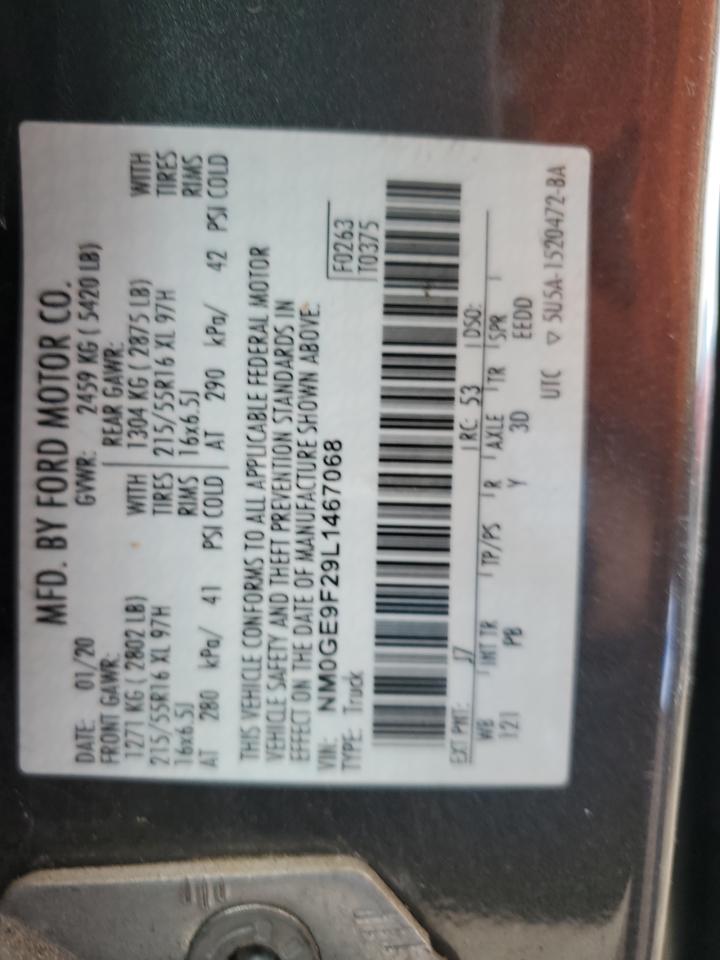 MFD. BY FORD MOTOR CO.
DATE: 01/20 GVWR: 2459 KG ( 5420 LB)
FRONT GAWR: REAR GAWR:
1271 KG ( 2802 LB) WITH 1304 KG ( 2875 LB) WITH
215/55R16 XL 97H TIRES 215/55R16 XL 97H TIRES
16x6.5J RIMS 16x6.5J RIMS
AT 280 kPa/ 41 PSI COLD AT 290 kPa/ 42 PSI COLD
THIS VEHICLE CONFORMS TO ALL APPLICABLE FEDERAL MOTOR
VEHICLE SAFETY AND THEFT PREVENTION STANDARDS IN
EFFECT ON THE DATE OF MANUFACTURE SHOWN ABOVE.
VIN: NM0GE9F29L1467068 F0263
TYPE: Truck T0375
EXT PNT: J7 RC: 53 DSO:
WB INT TR TP/PS R AXLE TR SPR
121 PB Y 3D EEDD
UTC ▽ 5U5A-1520472-BA